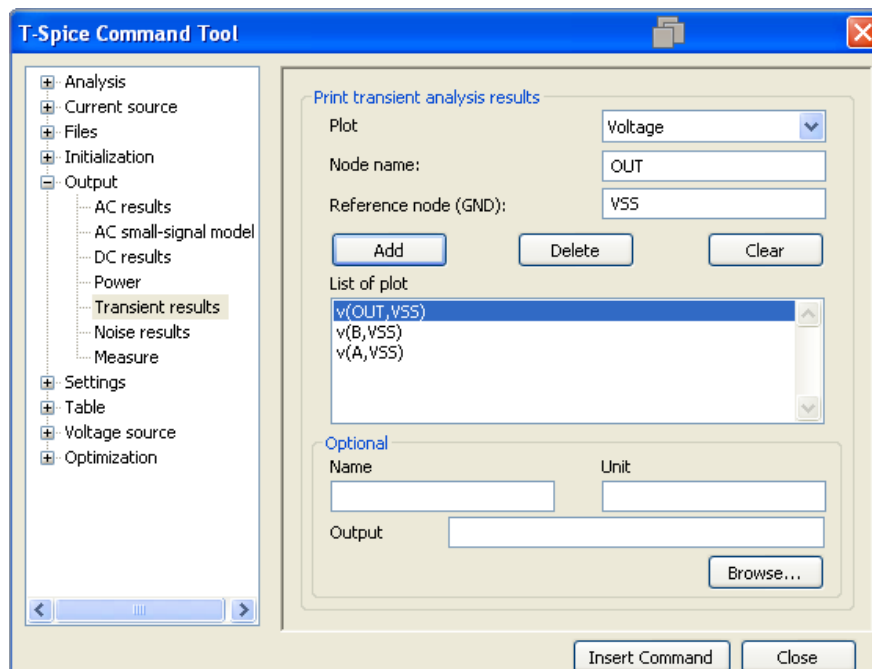 T-Spice Command Tool
Analysis
Current source
Files
Initialization
Output
AC results
AC small-signal model
DC results
Power
Transient results
Noise results
Measure
Settings
Table
Voltage source
Optimization
Print transient analysis results
Plot Voltage
Node name: OUT
Reference node (GND): VSS
Add Delete Clear
List of plot
v(OUT,VSS)
v(B,VSS)
v(A,VSS)
Optional
Name Unit
Output
Browse...
Insert Command Close